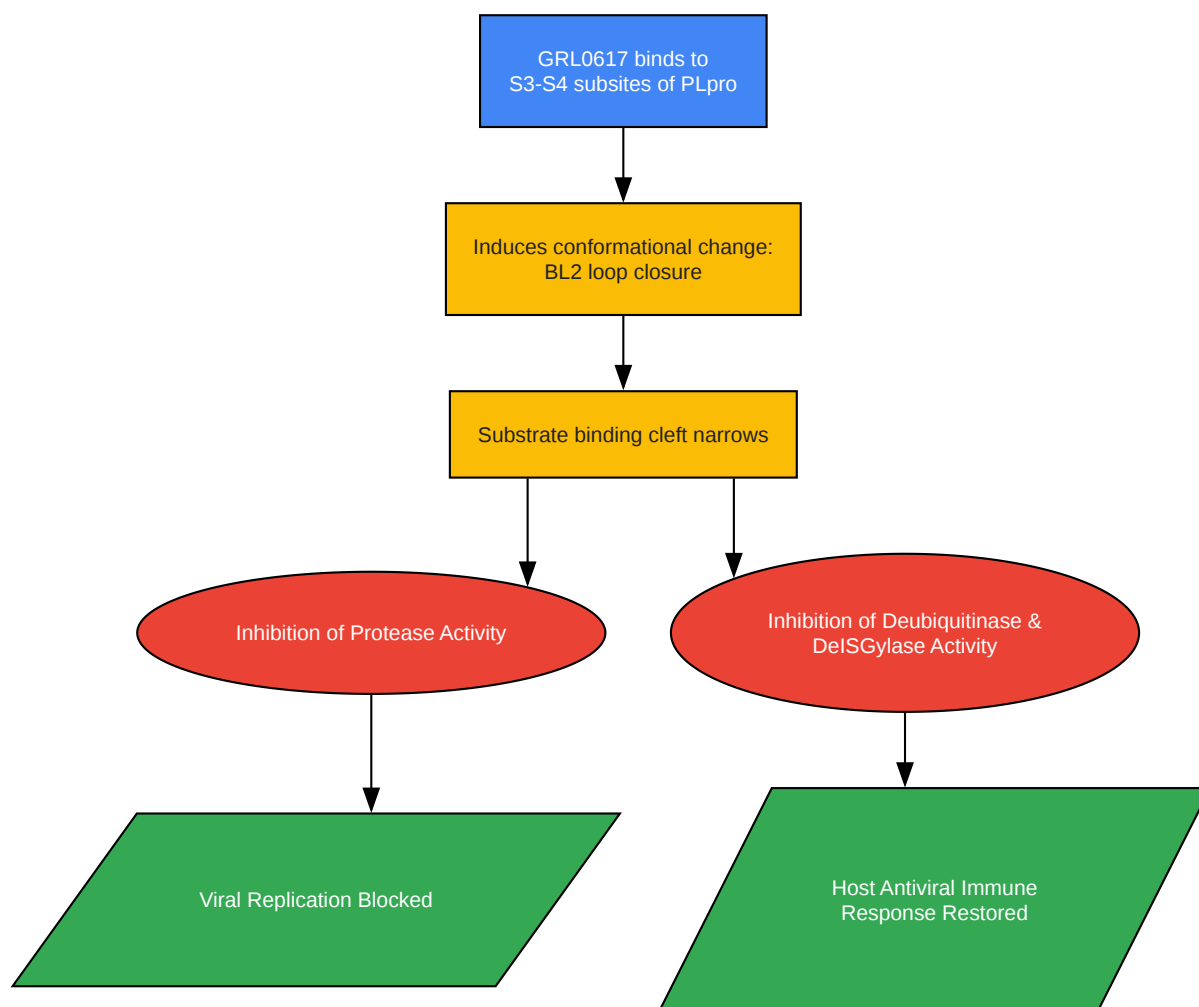 GRL0617 binds to
S3-S4 subsites of PLpro
Induces conformational change:
BL2 loop closure
Substrate binding cleft narrows
Inhibition of Protease Activity
Inhibition of Deubiquitinase &
DeISGylase Activity
Viral Replication Blocked
Host Antiviral Immune
Response Restored